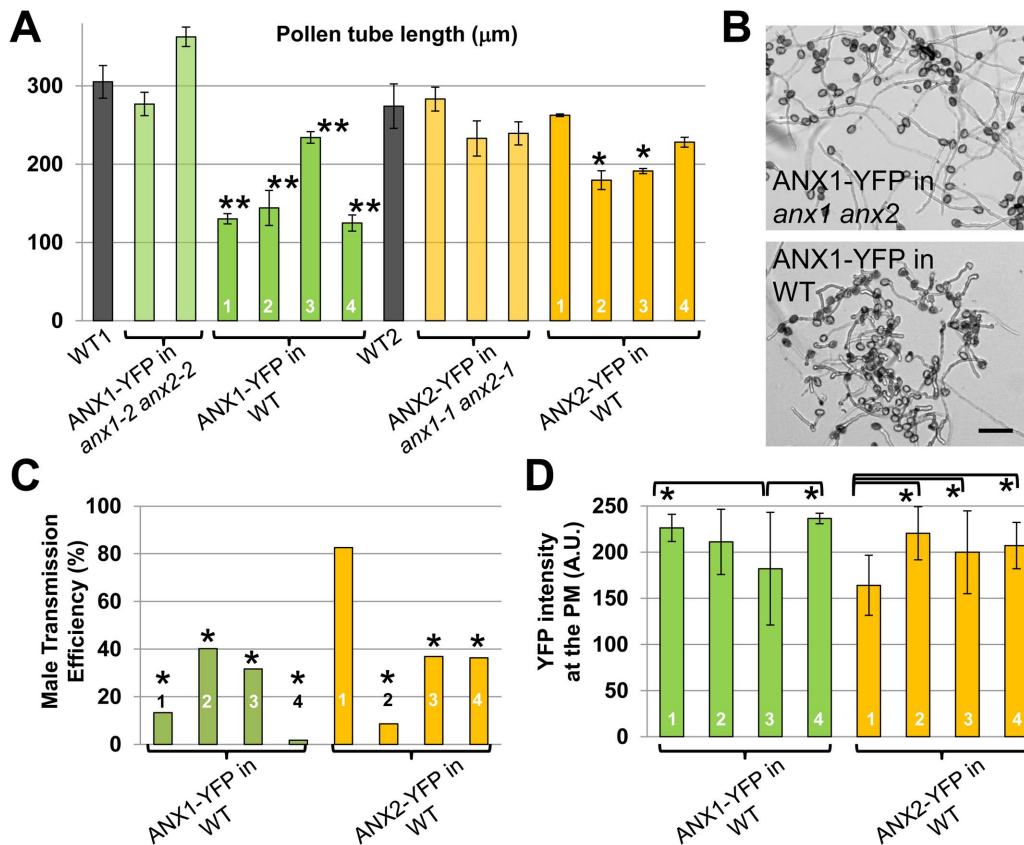 A
Pollen tube length (μm)
300
200
100
0
**
**
**
**
*
*
1
2
3
4
1
2
3
4
WT1
ANX1-YFP in
anx1-2 anx2-2
ANX1-YFP in
WT
WT2
ANX2-YFP in
anx1-1 anx2-1
ANX2-YFP in
WT
B
ANX1-YFP in
anx1 anx2
ANX1-YFP in
WT
C
Male Transmission
Efficiency (%)
100
80
60
40
20
0
*
*
*
*
*
*
*
1
2
3
4
1
2
3
4
ANX1-YFP in
WT
ANX2-YFP in
WT
D
YFP intensity
at the PM (A.U.)
250
200
150
100
50
0
*
*
*
*
*
1
2
3
4
1
2
3
4
ANX1-YFP in
WT
ANX2-YFP in
WT